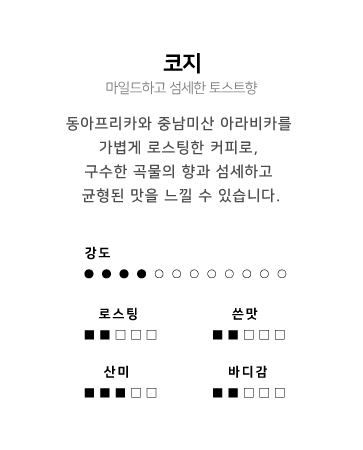 코지
마일드하고 섬세한 토스트향
동아프리카와 중남미산 아라비카를
가볍게 로스팅한 커피로,
구수한 곡물의 향과 섬세하고
균형된 맛을 느낄 수 있습니다.
강도
로스팅
쓴맛
산미
바디감